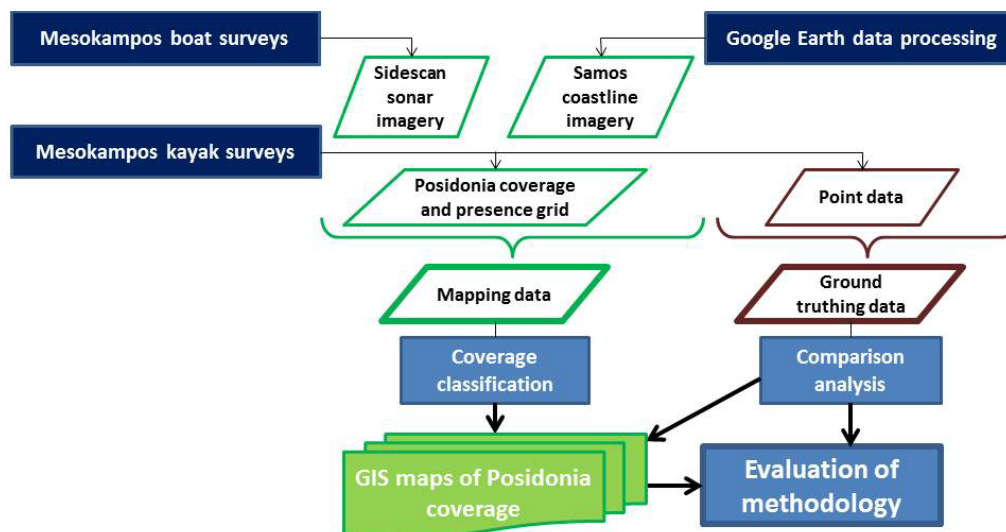 Mesokampos boat surveys
Google Earth data processing
Sidescan
sonar
imagery
Samos
coastline
imagery
Mesokampos kayak surveys
Posidonia coverage
and presence grid
Point data
Mapping data
Ground
truthing data
Coverage
classification
Comparison
analysis
GIS maps of Posidonia
coverage
Evaluation of
methodology